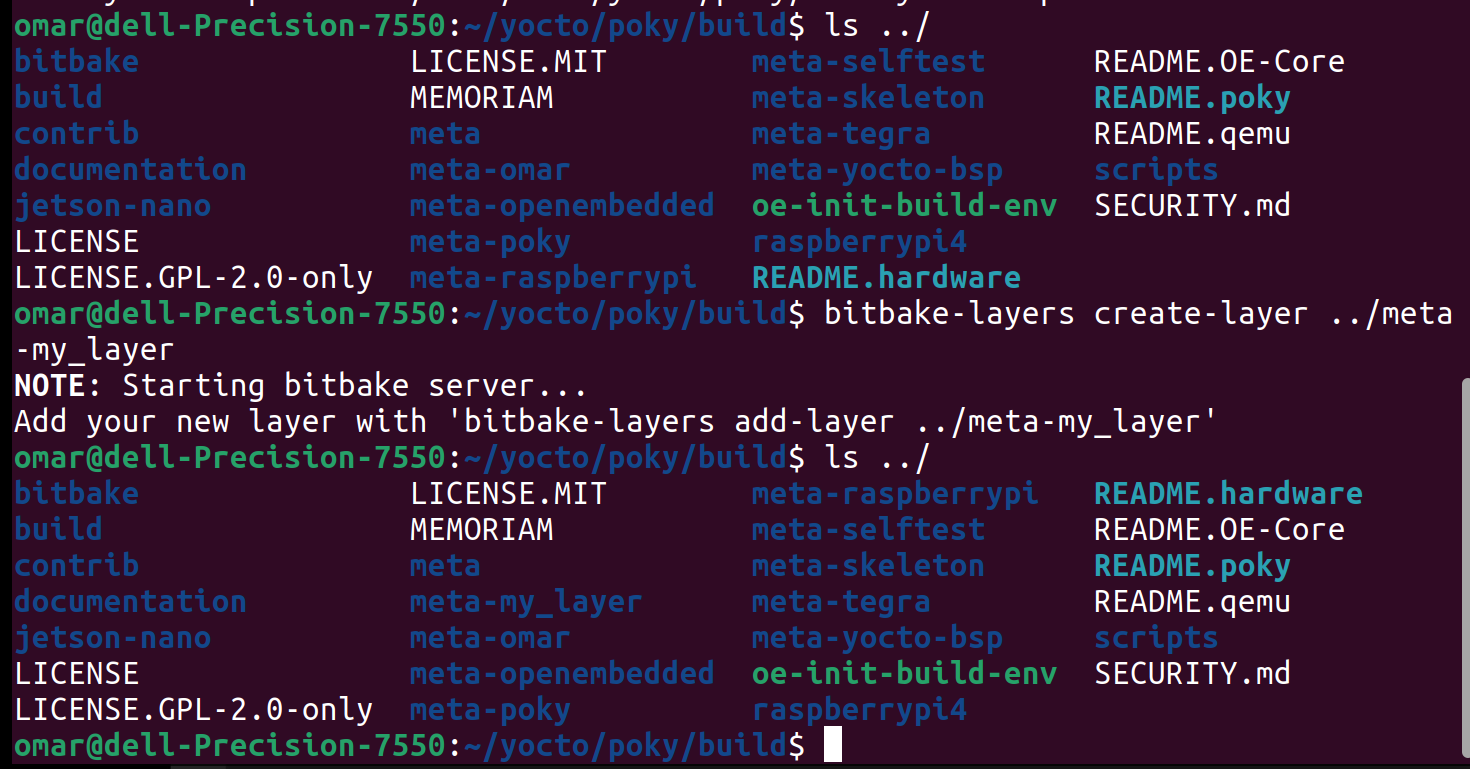 omar@dell-Precision-7550:~/yocto/poky/build$ ls ../
bitbake LICENSE.MIT meta-selftest README.OE-Core
build MEMORIAM meta-skeleton README.poky
contrib meta meta-tegra README.qemu
documentation meta-omar meta-yocto-bsp scripts
jetson-nano meta-openembedded oe-init-build-env SECURITY.md
LICENSE meta-poky raspberrypi4
LICENSE.GPL-2.0-only meta-raspberrypi README.hardware
omar@dell-Precision-7550:~/yocto/poky/build$ bitbake-layers create-layer ../meta
-my_layer
NOTE: Starting bitbake server...
Add your new layer with 'bitbake-layers add-layer ../meta-my_layer'
omar@dell-Precision-7550:~/yocto/poky/build$ ls ../
bitbake LICENSE.MIT meta-raspberrypi README.hardware
build MEMORIAM meta-selftest README.OE-Core
contrib meta meta-skeleton README.poky
documentation meta-my_layer meta-tegra README.qemu
jetson-nano meta-omar meta-yocto-bsp scripts
LICENSE meta-openembedded oe-init-build-env SECURITY.md
LICENSE.GPL-2.0-only meta-poky raspberrypi4
omar@dell-Precision-7550:~/yocto/poky/build$